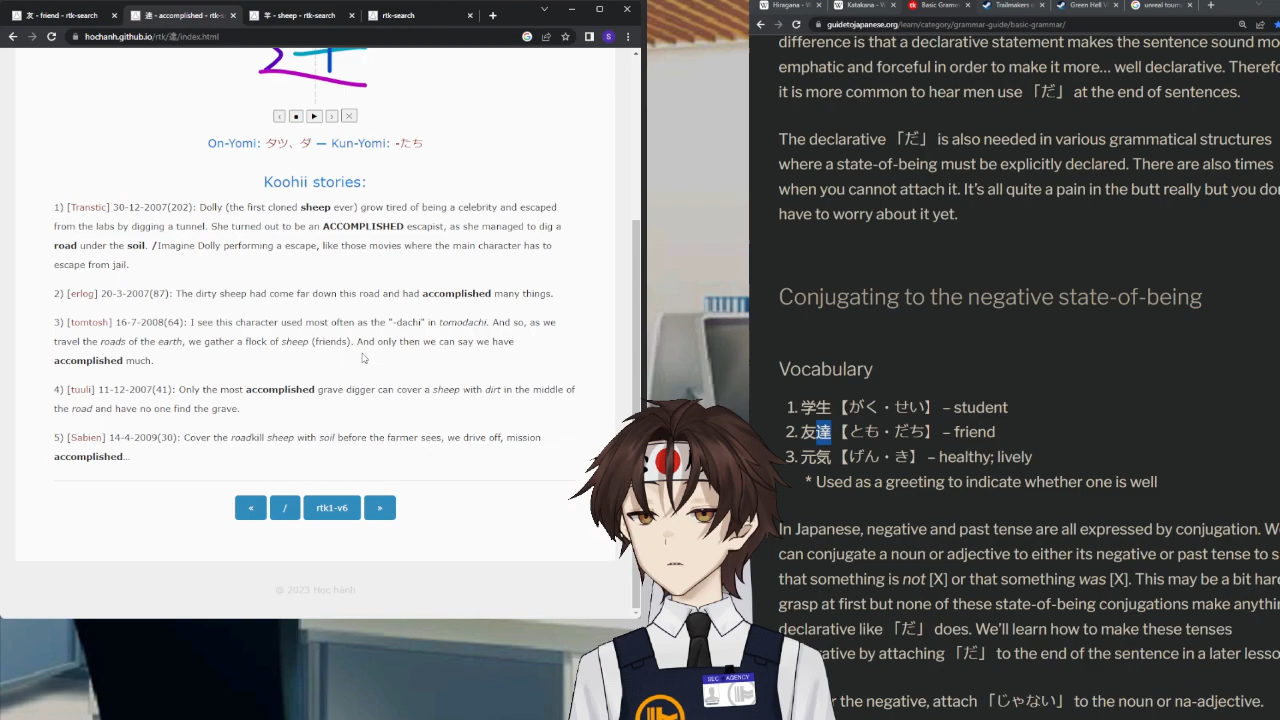 友 - friend - rtk-search
達 - accomplished - rtk-search
羊 - sheep - rtk-search
rtk-search
hochanh.github.io/rtk/達/index.html
On-Yomi: タツ、ダ — Kun-Yomi: -たち
Koohii stories:
1) [Transtic] 30-12-2007(202): Dolly (the first cloned sheep ever) grow tired of being a celebrity and escaped
from the labs by digging a tunnel. She turned out to be an ACCOMPLISHED escapist, as she managed to dig a
road under the soil. /Imagine Dolly performing a escape, like those movies where the main character has to
escape from jail.
2) [erlog] 20-3-2007(87): The dirty sheep had come far down this road and had accomplished many things.
3) [tomtosh] 16-7-2008(64): I see this character used most often as the "-dachi" in tomodachi. And so, as we
travel the roads of the earth, we gather a flock of sheep (friends). And only then we can say we have
accomplished much.
4) [tuuli] 11-12-2007(41): Only the most accomplished grave digger can cover a sheep with dirt in the middle of
the road and have no one find the grave.
5) [Sabien] 14-4-2009(30): Cover the roadkill sheep with soil before the farmer sees, we drive off, mission
accomplished...
« / rtk1-v6 »
@ 2023 Học hành
Hiragana - W
Katakana - W
Basic Gramm
Trailmakers u
Green Hell V
unreal tourn
guidetojapanese.org/learn/category/grammar-guide/basic-grammar/
difference is that a declarative statement makes the sentence sound mo
emphatic and forceful in order to make it more… well declarative. Therefo
it is more common to hear men use 「だ」 at the end of sentences.
The declarative 「だ」 is also needed in various grammatical structures
where a state-of-being must be explicitly declared. There are also times
when you cannot attach it. It's all quite a pain in the butt really but you don
have to worry about it yet.
Conjugating to the negative state-of-being
Vocabulary
1. 学生 【がく・せい】 – student
2. 友達 【とも・だち】 – friend
3. 元気 【げん・き】 – healthy; lively
* Used as a greeting to indicate whether one is well
In Japanese, negative and past tense are all expressed by conjugation. W
can conjugate a noun or adjective to either its negative or past tense to s
that something is not [X] or that something was [X]. This may be a bit hard
grasp at first but none of these state-of-being conjugations make anythin
declarative like 「だ」 does. We'll learn how to make these tenses
rative by attaching 「だ」 to the end of the sentence in a later lesso
r the negative, attach 「じゃない」 to the noun or na-adjective.